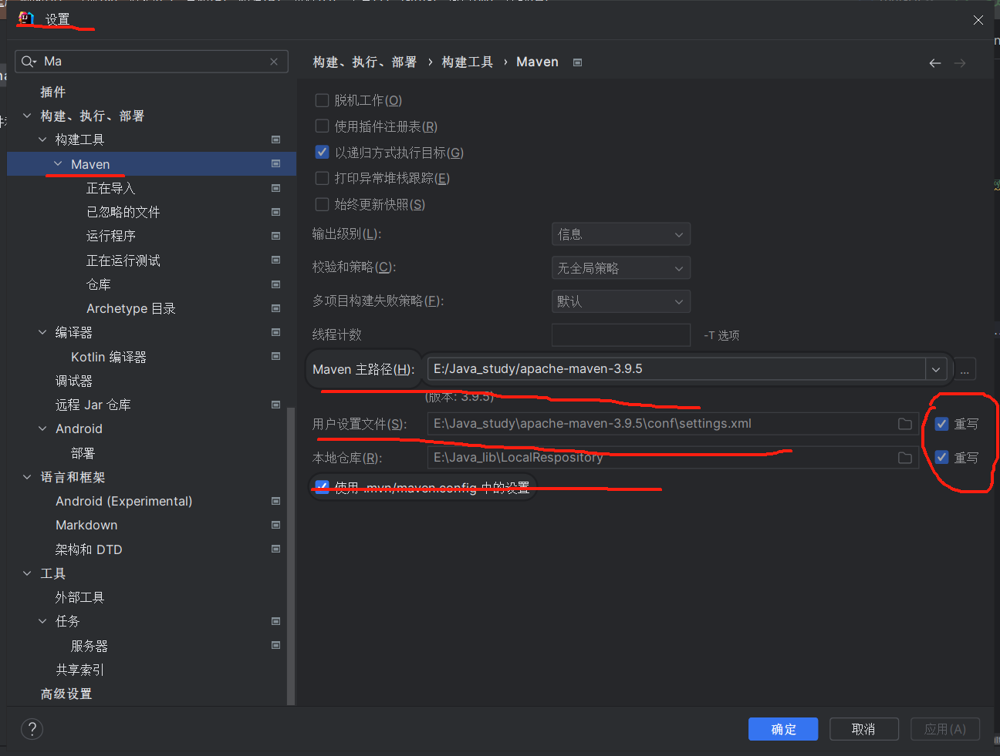 设置
Ma
构建、执行、部署 › 构建工具 › Maven
插件
构建、执行、部署
构建工具
Maven
正在导入
已忽略的文件
运行程序
正在运行测试
仓库
Archetype 目录
编译器
Kotlin 编译器
调试器
远程 Jar 仓库
Android
部署
语言和框架
Android (Experimental)
Markdown
架构和 DTD
工具
外部工具
任务
服务器
共享索引
高级设置
脱机工作(O)
使用插件注册表(R)
以递归方式执行目标(G)
打印异常堆栈跟踪(E)
始终更新快照(S)
输出级别(L): 信息
校验和策略(C): 无全局策略
多项目构建失败策略(F): 默认
线程计数 -T 选项
Maven 主路径(H): E:/Java_study/apache-maven-3.9.5 ...
(版本: 3.9.5)
用户设置文件(S): E:\Java_study\apache-maven-3.9.5\conf\settings.xml 重写
本地仓库(R): E:\Java_lib\LocalRespository 重写
使用 .mvn/maven.config 中的设置
? 确定 取消 应用(A)